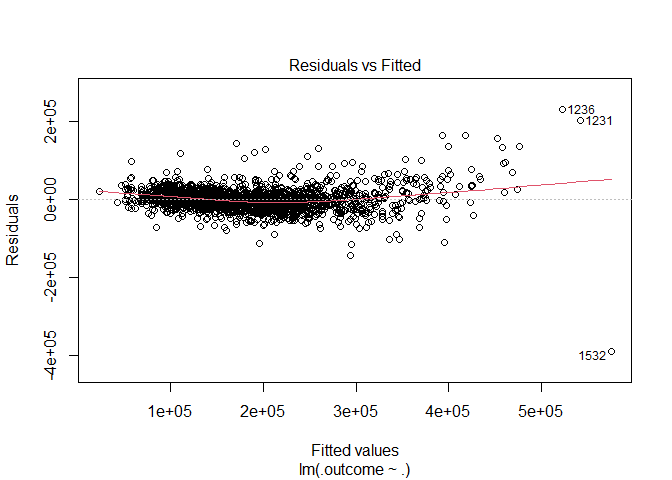 Residuals vs Fitted
1236
1231
1532
Residuals
-4e+05
-2e+05
0e+00
2e+05
1e+05
2e+05
3e+05
4e+05
5e+05
Fitted values
lm(.outcome ~ .)